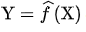 Y = f̂ (X)